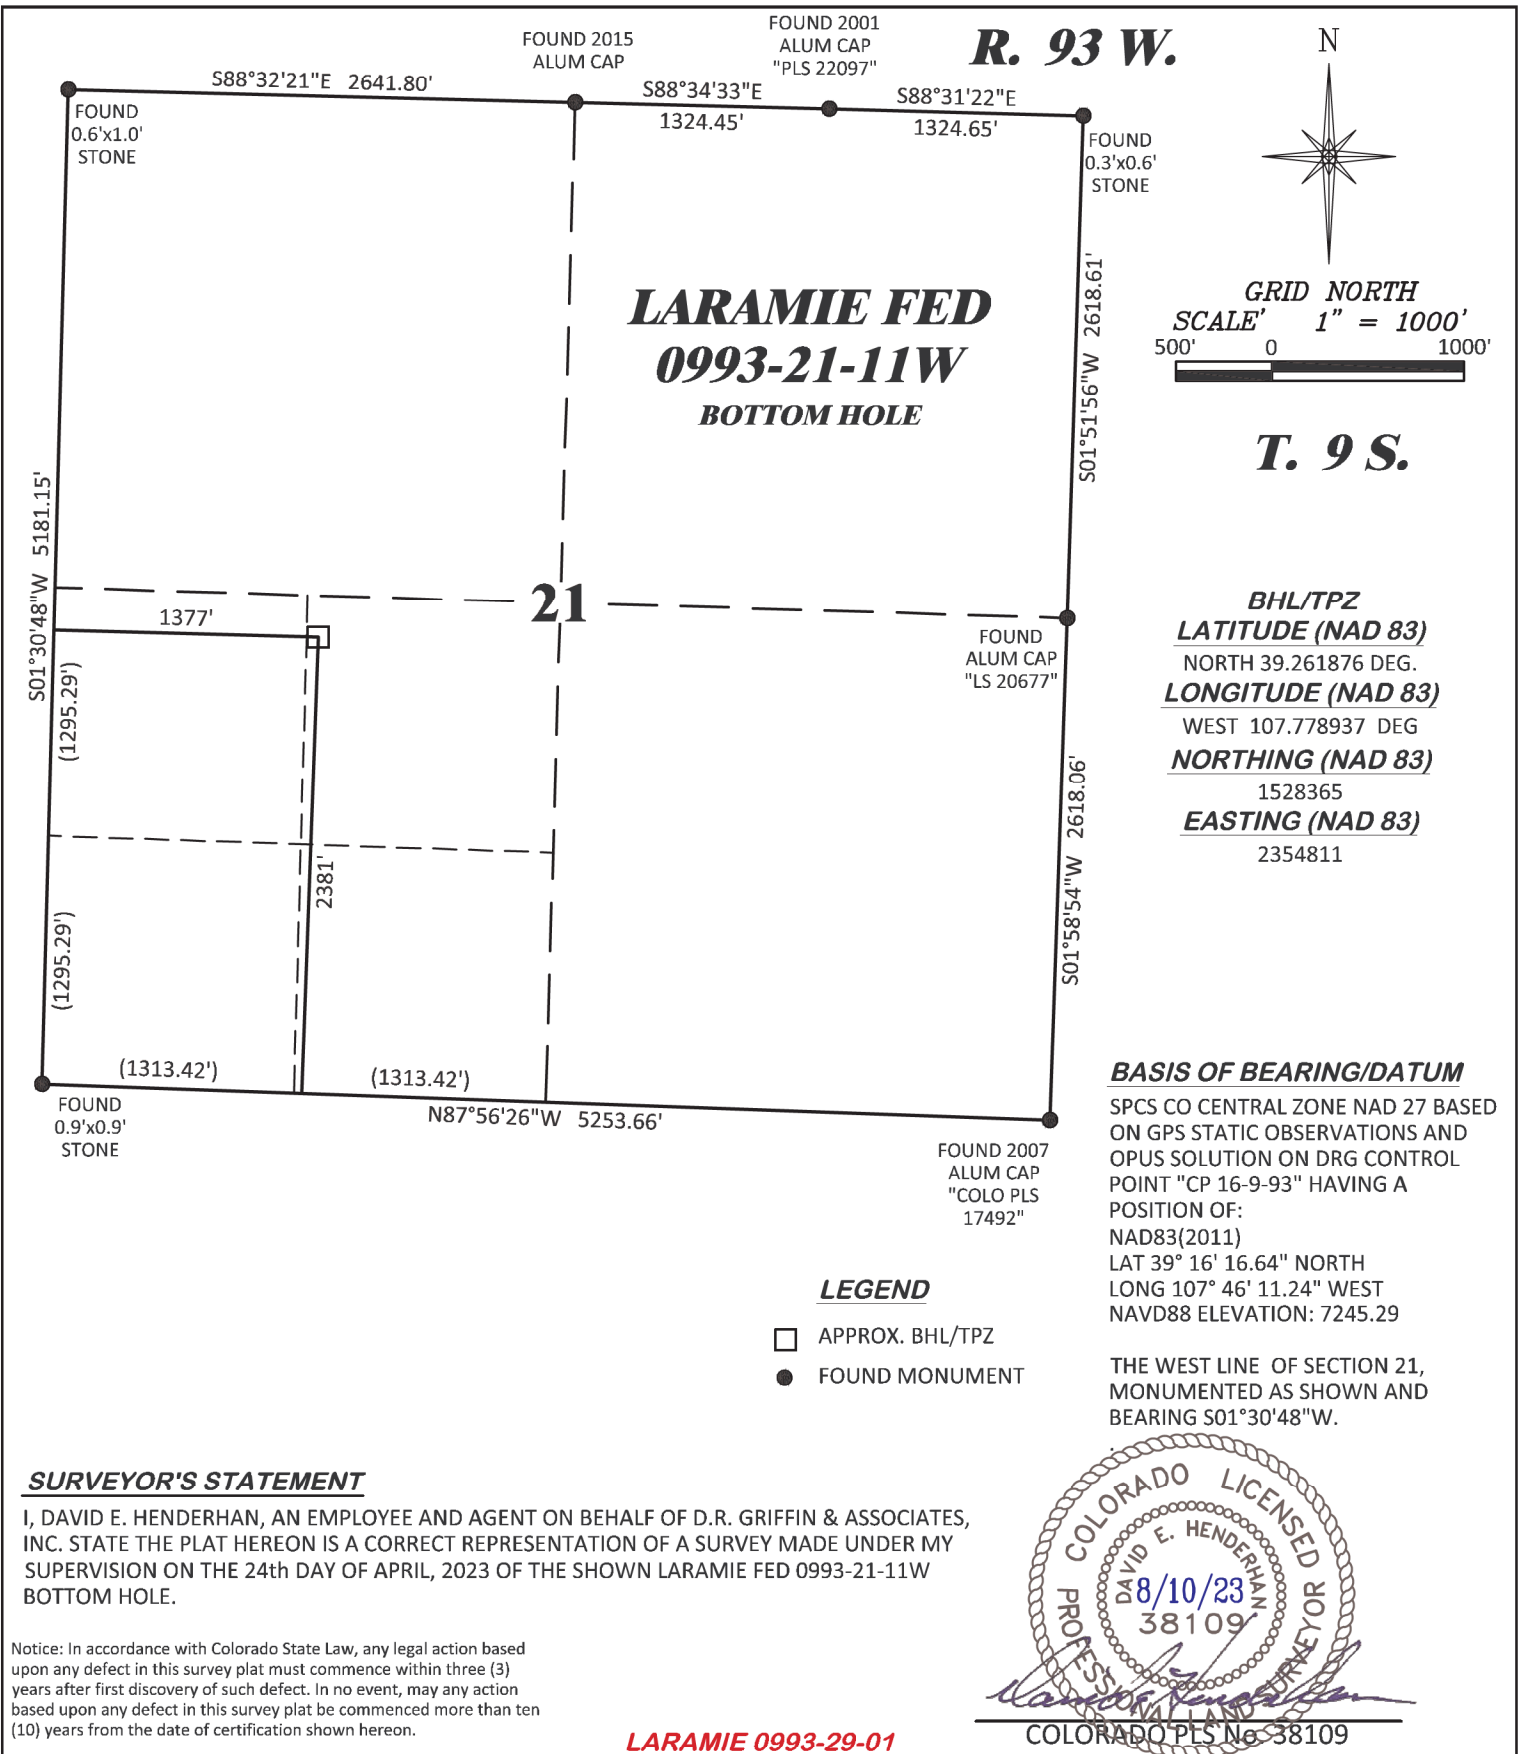 FOUND 2015
ALUM CAP
FOUND 2001
ALUM CAP
"PLS 22097"
R. 93 W.
N
S88°32'21"E 2641.80'
S88°34'33"E
1324.45'
S88°31'22"E
1324.65'
FOUND
0.6'x1.0'
STONE
FOUND
0.3'x0.6'
STONE
LARAMIE FED
0993-21-11W
BOTTOM HOLE
S01°51'56"W 2618.61'
GRID NORTH
SCALE' 1" = 1000'
500' 0 1000'
T. 9 S.
S01°30'48"W 5181.15'
21
1377'
(1295.29')
FOUND
ALUM CAP
"LS 20677"
BHL/TPZ
LATITUDE (NAD 83)
NORTH 39.261876 DEG.
LONGITUDE (NAD 83)
WEST 107.778937 DEG
NORTHING (NAD 83)
1528365
EASTING (NAD 83)
2354811
2381'
S01°58'54"W 2618.06'
(1295.29')
(1313.42')
(1313.42')
N87°56'26"W 5253.66'
FOUND
0.9'x0.9'
STONE
FOUND 2007
ALUM CAP
"COLO PLS
17492"
BASIS OF BEARING/DATUM
SPCS CO CENTRAL ZONE NAD 27 BASED
ON GPS STATIC OBSERVATIONS AND
OPUS SOLUTION ON DRG CONTROL
POINT "CP 16-9-93" HAVING A
POSITION OF:
NAD83(2011)
LAT 39° 16' 16.64" NORTH
LONG 107° 46' 11.24" WEST
NAVD88 ELEVATION: 7245.29
THE WEST LINE OF SECTION 21,
MONUMENTED AS SHOWN AND
BEARING S01°30'48"W.
.
LEGEND
APPROX. BHL/TPZ
FOUND MONUMENT
SURVEYOR'S STATEMENT
I, DAVID E. HENDERHAN, AN EMPLOYEE AND AGENT ON BEHALF OF D.R. GRIFFIN & ASSOCIATES,
INC. STATE THE PLAT HEREON IS A CORRECT REPRESENTATION OF A SURVEY MADE UNDER MY
SUPERVISION ON THE 24th DAY OF APRIL, 2023 OF THE SHOWN LARAMIE FED 0993-21-11W
BOTTOM HOLE.
Notice: In accordance with Colorado State Law, any legal action based
upon any defect in this survey plat must commence within three (3)
years after first discovery of such defect. In no event, may any action
based upon any defect in this survey plat be commenced more than ten
(10) years from the date of certification shown hereon.
LARAMIE 0993-29-01
COLORADO LICENSED
PROFESSIONAL LAND SURVEYOR
DAVID E. HENDERHAN
8/10/23
38109
COLORADO PLS No. 38109